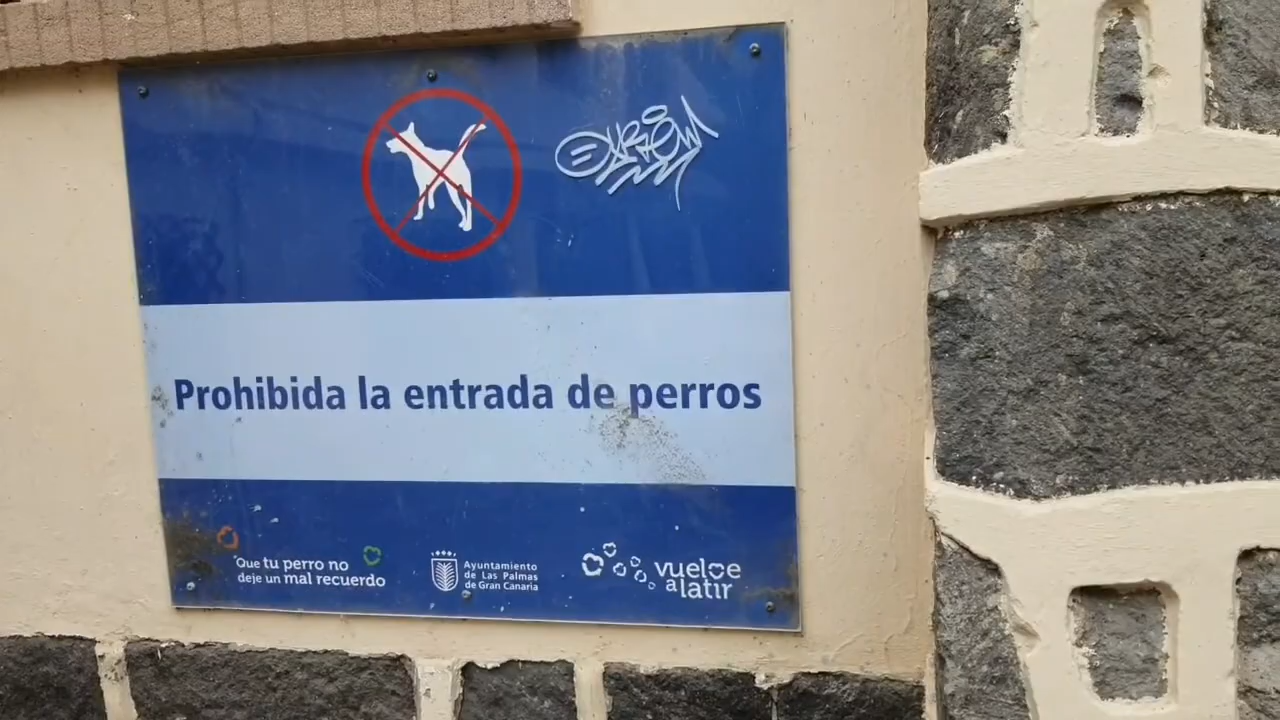 Prohibida la entrada de perros
Que tu perro no
deje un mal recuerdo
Ayuntamiento
de Las Palmas
de Gran Canaria
vuelve
a latir